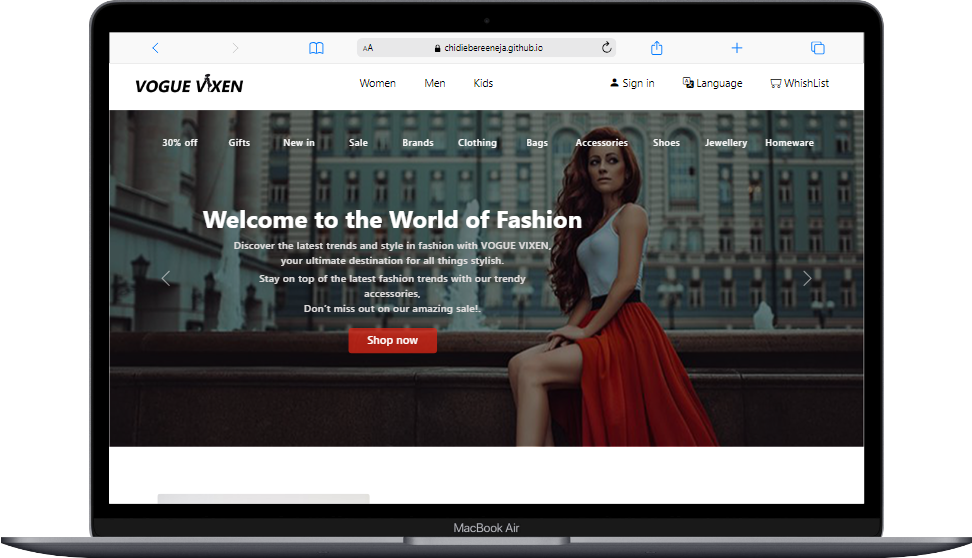 AA chidiebereeneja.github.io
VOGUE VIXEN Women Men Kids Sign in Language WhishList
30% off Gifts New in Sale Brands Clothing Bags Accessories Shoes Jewellery Homeware
Welcome to the World of Fashion
Discover the latest trends and style in fashion with VOGUE VIXEN,
your ultimate destination for all things stylish.
Stay on top of the latest fashion trends with our trendy
accessories,
Don't miss out on our amazing sale!.
Shop now
MacBook Air